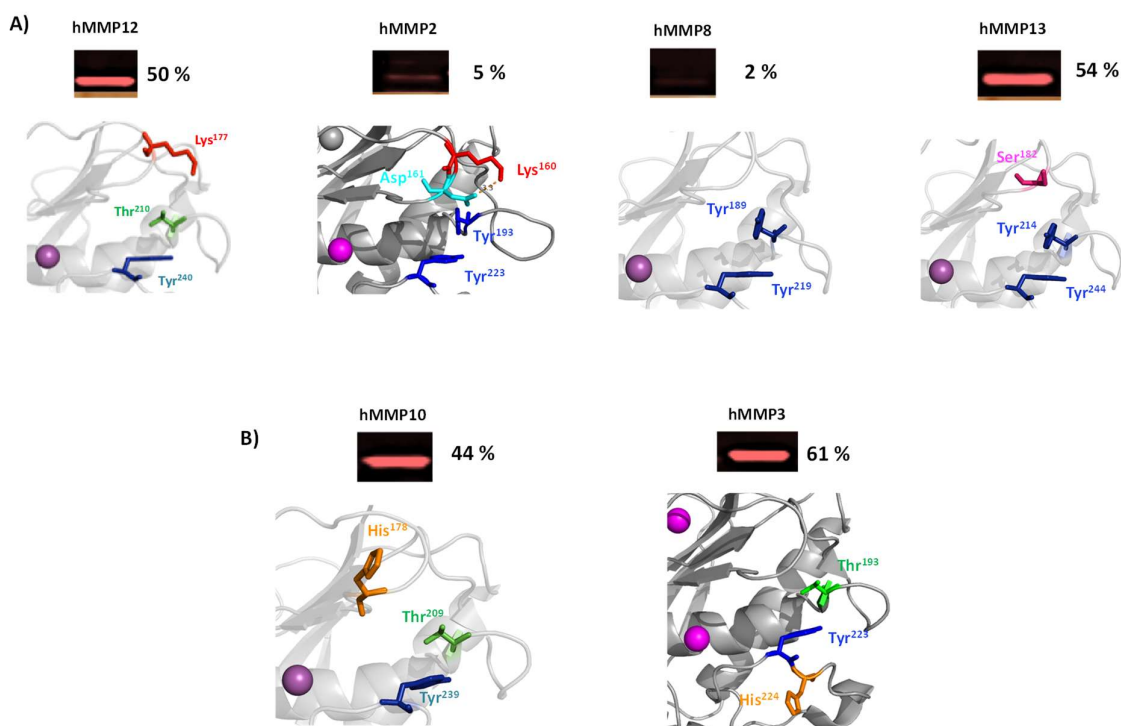 A)
hMMP12
hMMP2
hMMP8
hMMP13
50 %
5 %
2 %
54 %
Lys177
Thr210
Tyr240
Asp161
Lys160
Tyr193
Tyr223
Tyr189
Tyr219
Ser182
Tyr214
Tyr244
B)
hMMP10
hMMP3
44 %
61 %
His178
Thr209
Tyr239
Thr193
Tyr223
His224